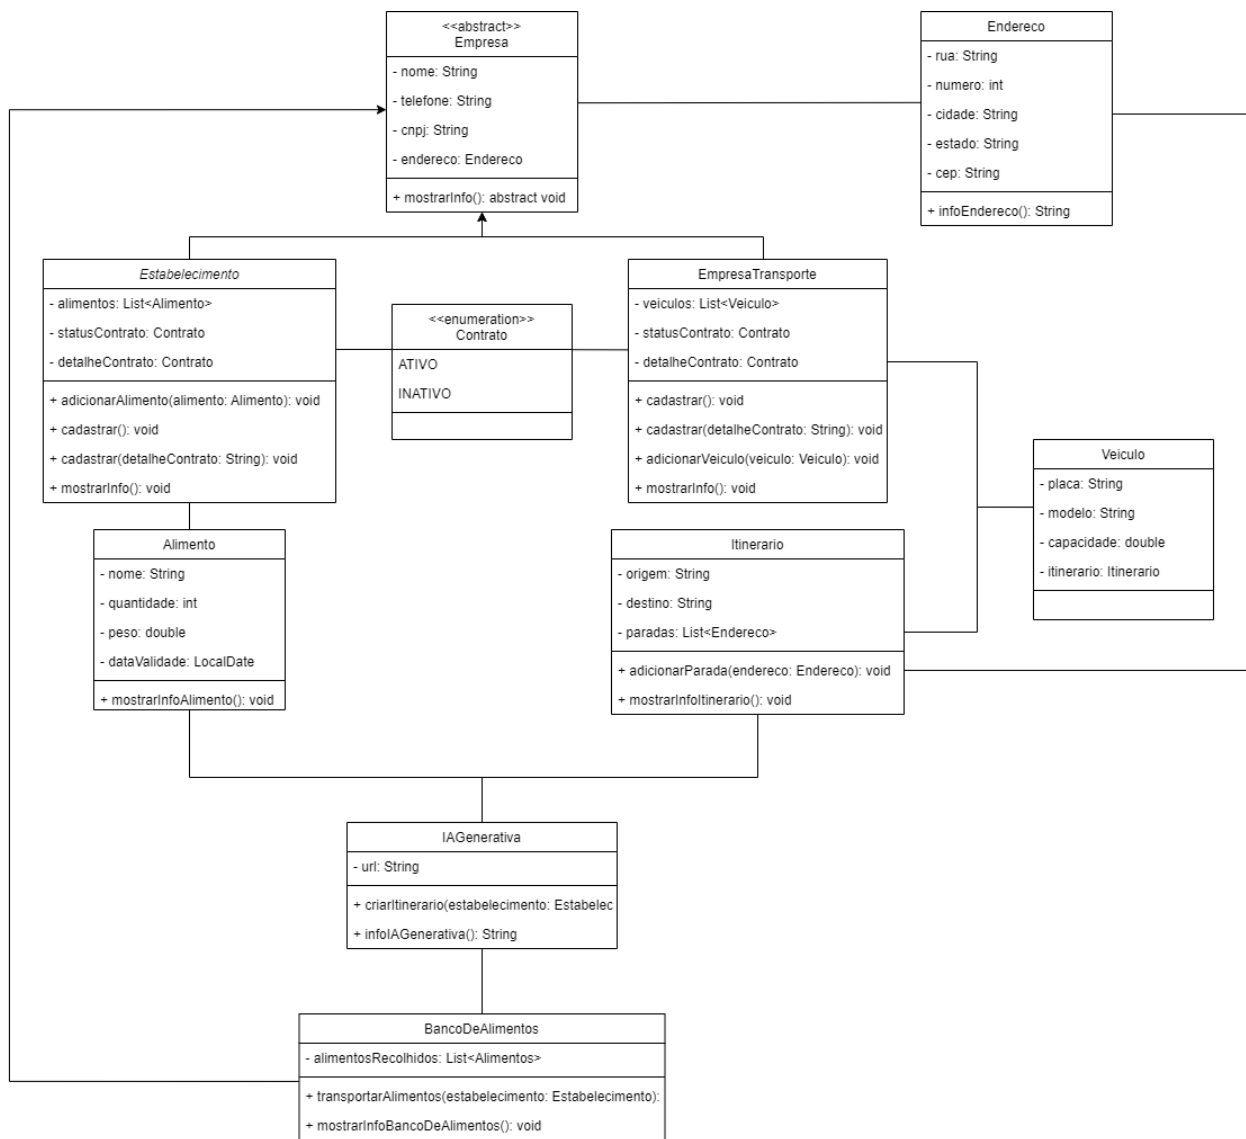 <<abstract>>
Empresa
- nome: String
- telefone: String
- cnpj: String
- endereco: Endereco
+ mostrarInfo(): abstract void
Endereco
- rua: String
- numero: int
- cidade: String
- estado: String
- cep: String
+ infoEndereco(): String
Estabelecimento
- alimentos: List<Alimento>
- statusContrato: Contrato
- detalheContrato: Contrato
+ adicionarAlimento(alimento: Alimento): void
+ cadastrar(): void
+ cadastrar(detalheContrato: String): void
+ mostrarInfo(): void
<<enumeration>>
Contrato
ATIVO
INATIVO
EmpresaTransporte
- veiculos: List<Veiculo>
- statusContrato: Contrato
- detalheContrato: Contrato
+ cadastrar(): void
+ cadastrar(detalheContrato: String): void
+ adicionarVeiculo(veiculo: Veiculo): void
+ mostrarInfo(): void
Veiculo
- placa: String
- modelo: String
- capacidade: double
- itinerario: Itinerario
Alimento
- nome: String
- quantidade: int
- peso: double
- dataValidade: LocalDate
+ mostrarInfoAlimento(): void
Itinerario
- origem: String
- destino: String
- paradas: List<Endereco>
+ adicionarParada(endereco: Endereco): void
+ mostrarInfoItinerario(): void
IAGenerativa
- url: String
+ criarItinerario(estabelecimento: Estabelec
+ infoIAGenerativa(): String
BancoDeAlimentos
- alimentosRecolhidos: List<Alimentos>
+ transportarAlimentos(estabelecimento: Estabelecimento):
+ mostrarInfoBancoDeAlimentos(): void